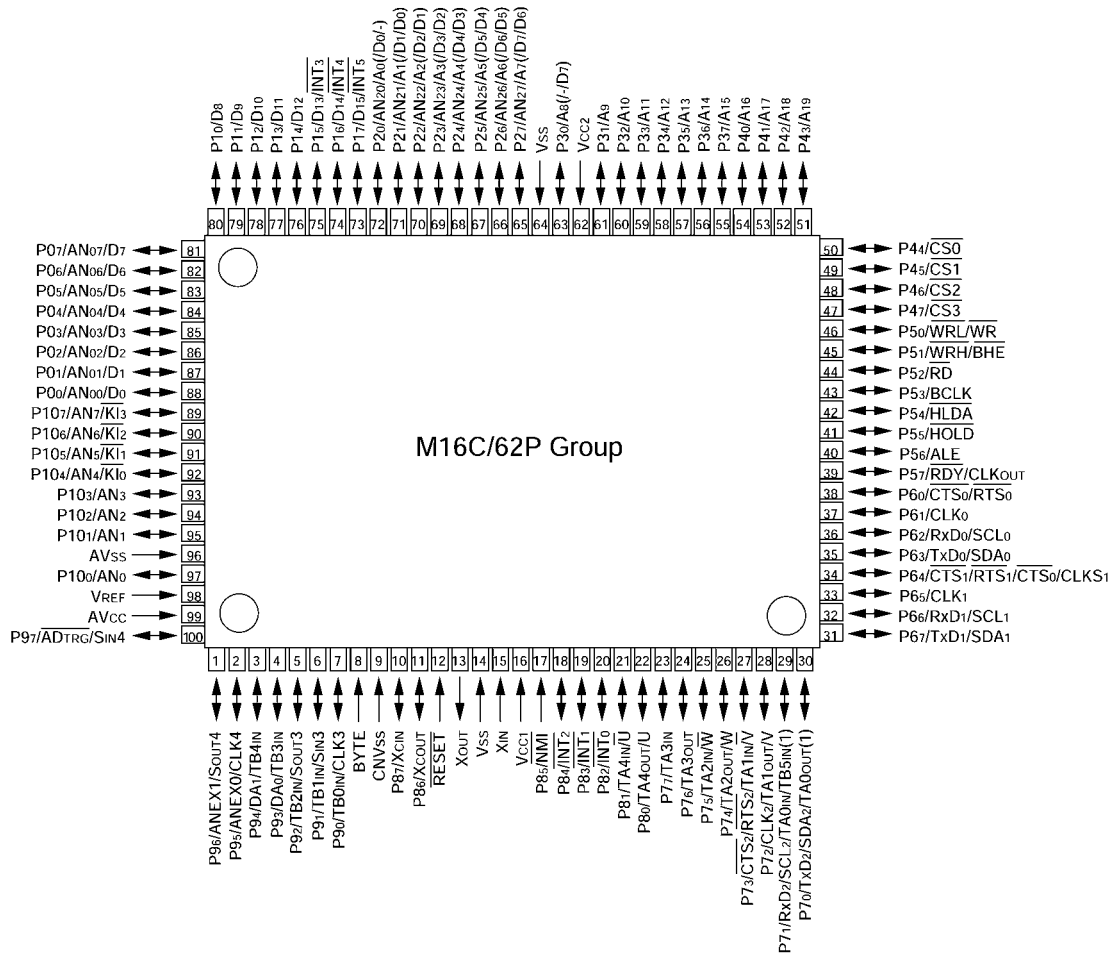 P10/D8
P11/D9
P12/D10
P13/D11
P14/D12
P15/D13/INT3
P16/D14/INT4
P17/D15/INT5
P20/AN20/A0(/D0/-)
P21/AN21/A1(/D1/D0)
P22/AN22/A2(/D2/D1)
P23/AN23/A3(/D3/D2)
P24/AN24/A4(/D4/D3)
P25/AN25/A5(/D5/D4)
P26/AN26/A6(/D6/D5)
P27/AN27/A7(/D7/D6)
VSS
P30/A8(/-/D7)
VCC2
P31/A9
P32/A10
P33/A11
P34/A12
P35/A13
P36/A14
P37/A15
P40/A16
P41/A17
P42/A18
P43/A19
80 79 78 77 76 75 74 73 72 71 70 69 68 67 66 65 64 63 62 61 60 59 58 57 56 55 54 53 52 51
P07/AN07/D7 81
P06/AN06/D6 82
P05/AN05/D5 83
P04/AN04/D4 84
P03/AN03/D3 85
P02/AN02/D2 86
P01/AN01/D1 87
P00/AN00/D0 88
P107/AN7/KI3 89
P106/AN6/KI2 90
P105/AN5/KI1 91
P104/AN4/KI0 92
P103/AN3 93
P102/AN2 94
P101/AN1 95
AVSS 96
P100/AN0 97
VREF 98
AVCC 99
P97/ADTRG/SIN4 100
M16C/62P Group
50 P44/CS0
49 P45/CS1
48 P46/CS2
47 P47/CS3
46 P50/WRL/WR
45 P51/WRH/BHE
44 P52/RD
43 P53/BCLK
42 P54/HLDA
41 P55/HOLD
40 P56/ALE
39 P57/RDY/CLKOUT
38 P60/CTS0/RTS0
37 P61/CLK0
36 P62/RxD0/SCL0
35 P63/TxD0/SDA0
34 P64/CTS1/RTS1/CTS0/CLKS1
33 P65/CLK1
32 P66/RxD1/SCL1
31 P67/TxD1/SDA1
1 2 3 4 5 6 7 8 9 10 11 12 13 14 15 16 17 18 19 20 21 22 23 24 25 26 27 28 29 30
P96/ANEX1/SOUT4
P95/ANEX0/CLK4
P94/DA1/TB4IN
P93/DA0/TB3IN
P92/TB2IN/SOUT3
P91/TB1IN/SIN3
P90/TB0IN/CLK3
BYTE
CNVSS
P87/XCIN
P86/XCOUT
RESET
XOUT
VSS
XIN
VCC1
P85/NMI
P84/INT2
P83/INT1
P82/INT0
P81/TA4IN/U
P80/TA4OUT/U
P77/TA3IN
P76/TA3OUT
P75/TA2IN/W
P74/TA2OUT/W
P73/CTS2/RTS2/TA1IN/V
P72/CLK2/TA1OUT/V
P71/RxD2/SCL2/TA0IN/TB5IN(1)
P70/TxD2/SDA2/TA0OUT(1)